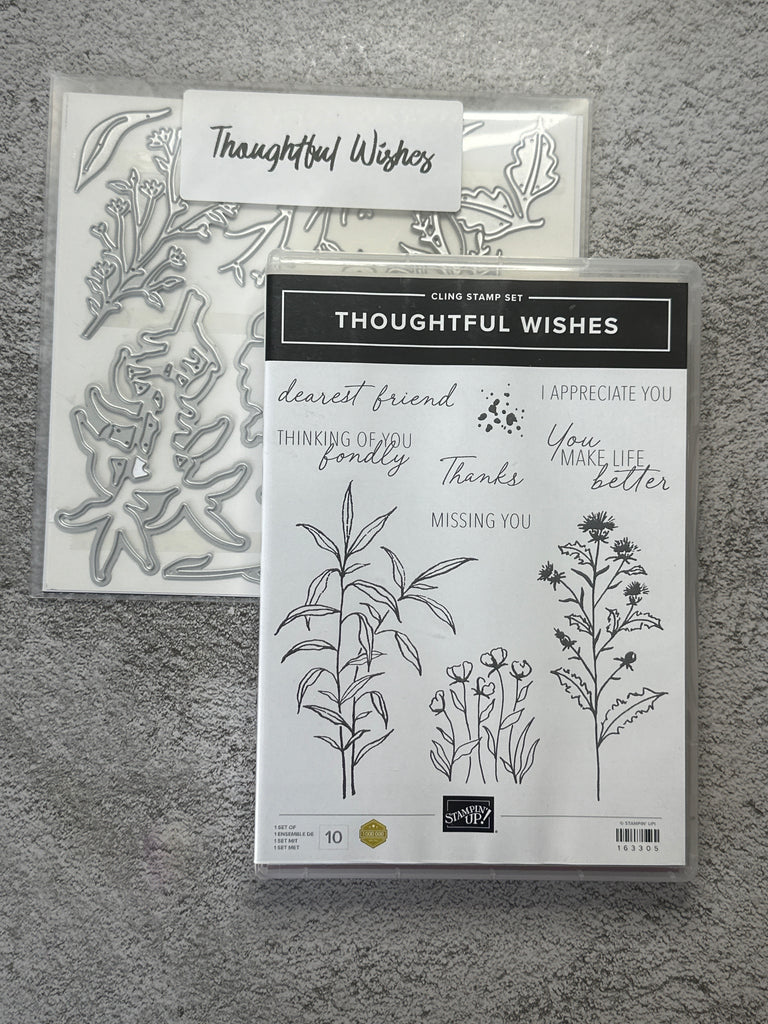 Thoughtful Wishes
CLING STAMP SET
THOUGHTFUL WISHES
dearest friend
I APPRECIATE YOU
THINKING OF YOU
fondly
You
MAKE LIFE
better
Thanks
MISSING YOU
STAMPIN' UP!
1 SET OF
1 ENSEMBLE DE
1 SET MIT
1 SET MET
10
© STAMPIN' UP!
163305